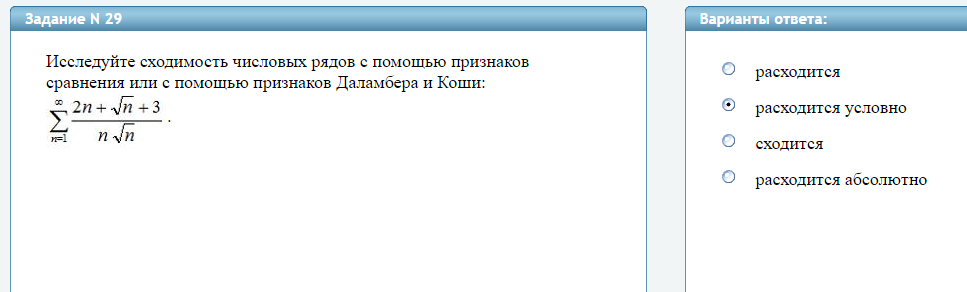 Задание N 29
Исследуйте сходимость числовых рядов с помощью признаков
сравнения или с помощью признаков Даламбера и Коши:
∑_{n=1}^{∞} (2n + √n + 3)/(n √n) .
Варианты ответа:
расходится
расходится условно
сходится
расходится абсолютно